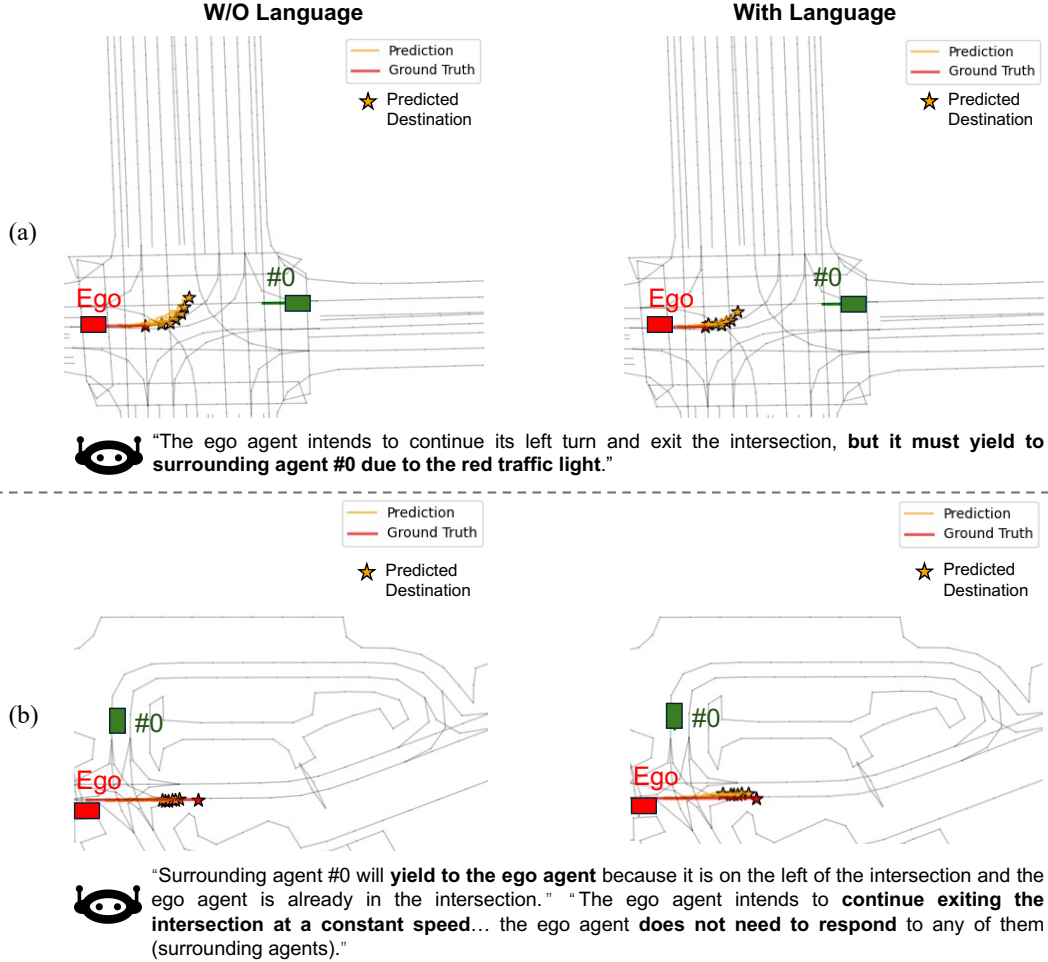 W/O Language
With Language
Prediction
Ground Truth
Predicted
Destination
Prediction
Ground Truth
Predicted
Destination
(a)
#0
Ego
#0
Ego
“The ego agent intends to continue its left turn and exit the intersection, but it must yield to
surrounding agent #0 due to the red traffic light.”
Prediction
Ground Truth
Predicted
Destination
Prediction
Ground Truth
Predicted
Destination
(b)
#0
Ego
#0
Ego
“Surrounding agent #0 will yield to the ego agent because it is on the left of the intersection and the
ego agent is already in the intersection.” “The ego agent intends to continue exiting the
intersection at a constant speed… the ego agent does not need to respond to any of them
(surrounding agents).”